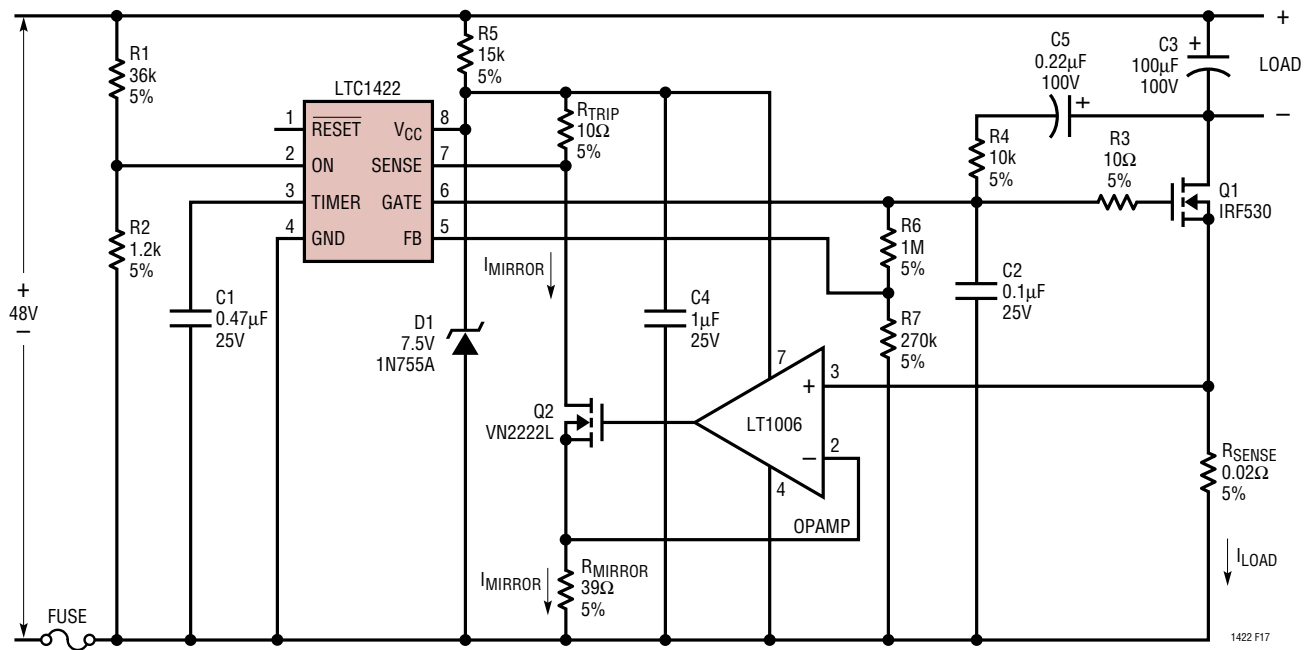 +
48V
−
FUSE
R1
36k
5%
R2
1.2k
5%
LTC1422
1
RESET
VCC
8
2
ON
SENSE
7
3
TIMER
GATE
6
4
GND
FB
5
C1
0.47µF
25V
R5
15k
5%
RTRIP
10Ω
5%
IMIRROR
D1
7.5V
1N755A
C4
1µF
25V
Q2
VN2222L
7
+
3
LT1006
−
2
4
OPAMP
IMIRROR
RMIRROR
39Ω
5%
R6
1M
5%
R7
270k
5%
R4
10k
5%
C5
0.22µF
100V
+
C2
0.1µF
25V
R3
10Ω
5%
Q1
IRF530
C3
100µF
100V
+
+
LOAD
−
RSENSE
0.02Ω
5%
ILOAD
1422 F17